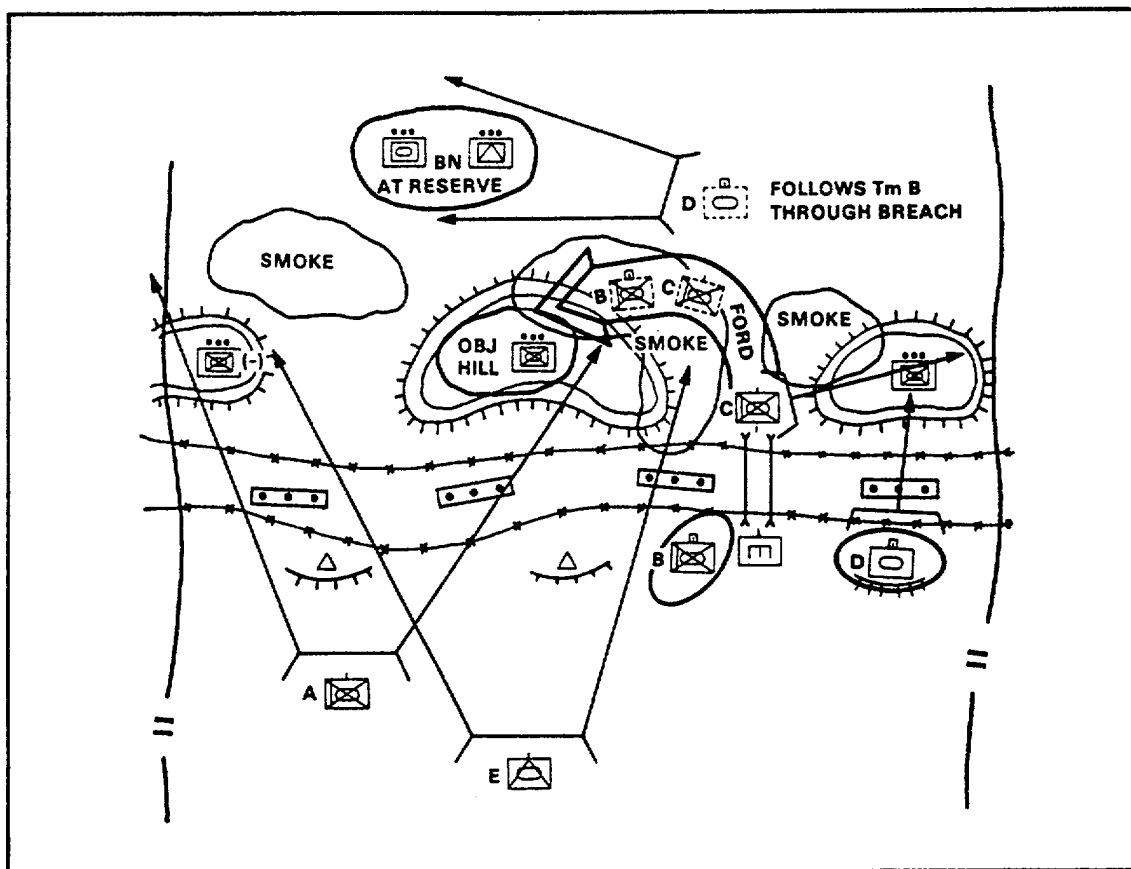 BN
AT RESERVE
D
FOLLOWS Tm B
THROUGH BREACH
SMOKE
B
C
FORD
SMOKE
OBJ
HILL
SMOKE
C
B
E
D
A
E